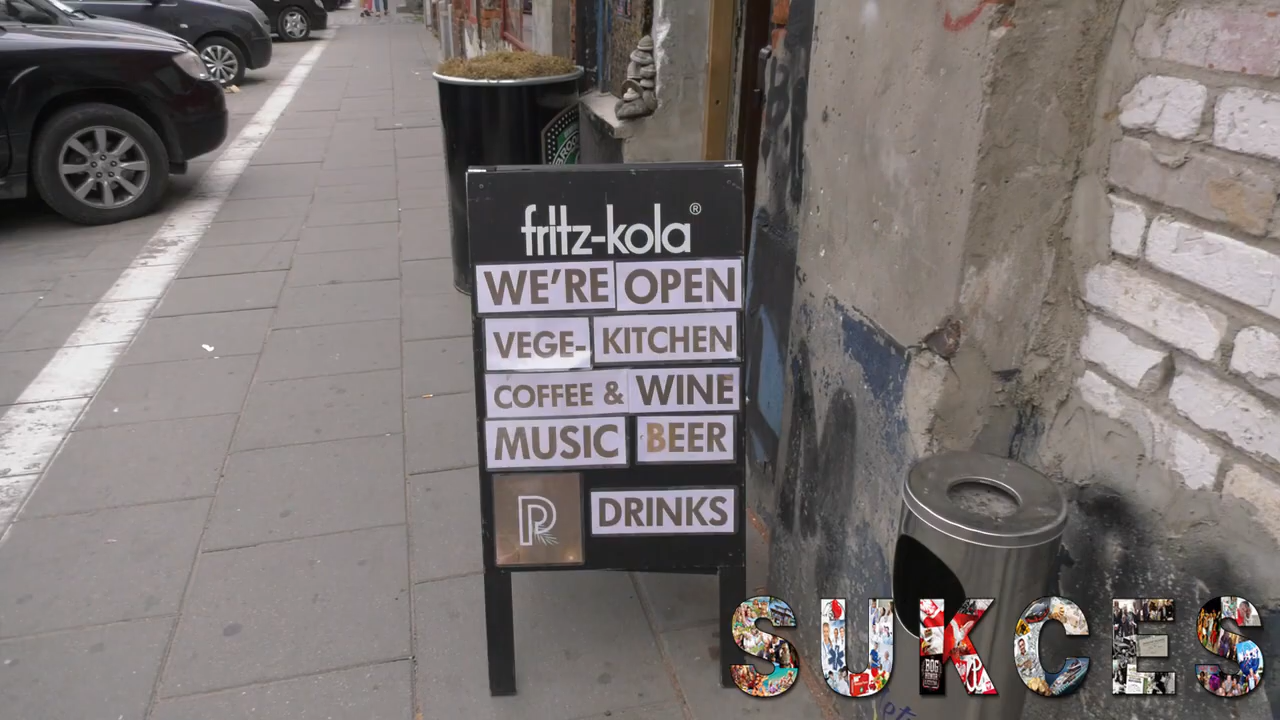 fritz-kola®
WE'RE OPEN
VEGE- KITCHEN
COFFEE & WINE
MUSIC BEER
DRINKS
SUKCES